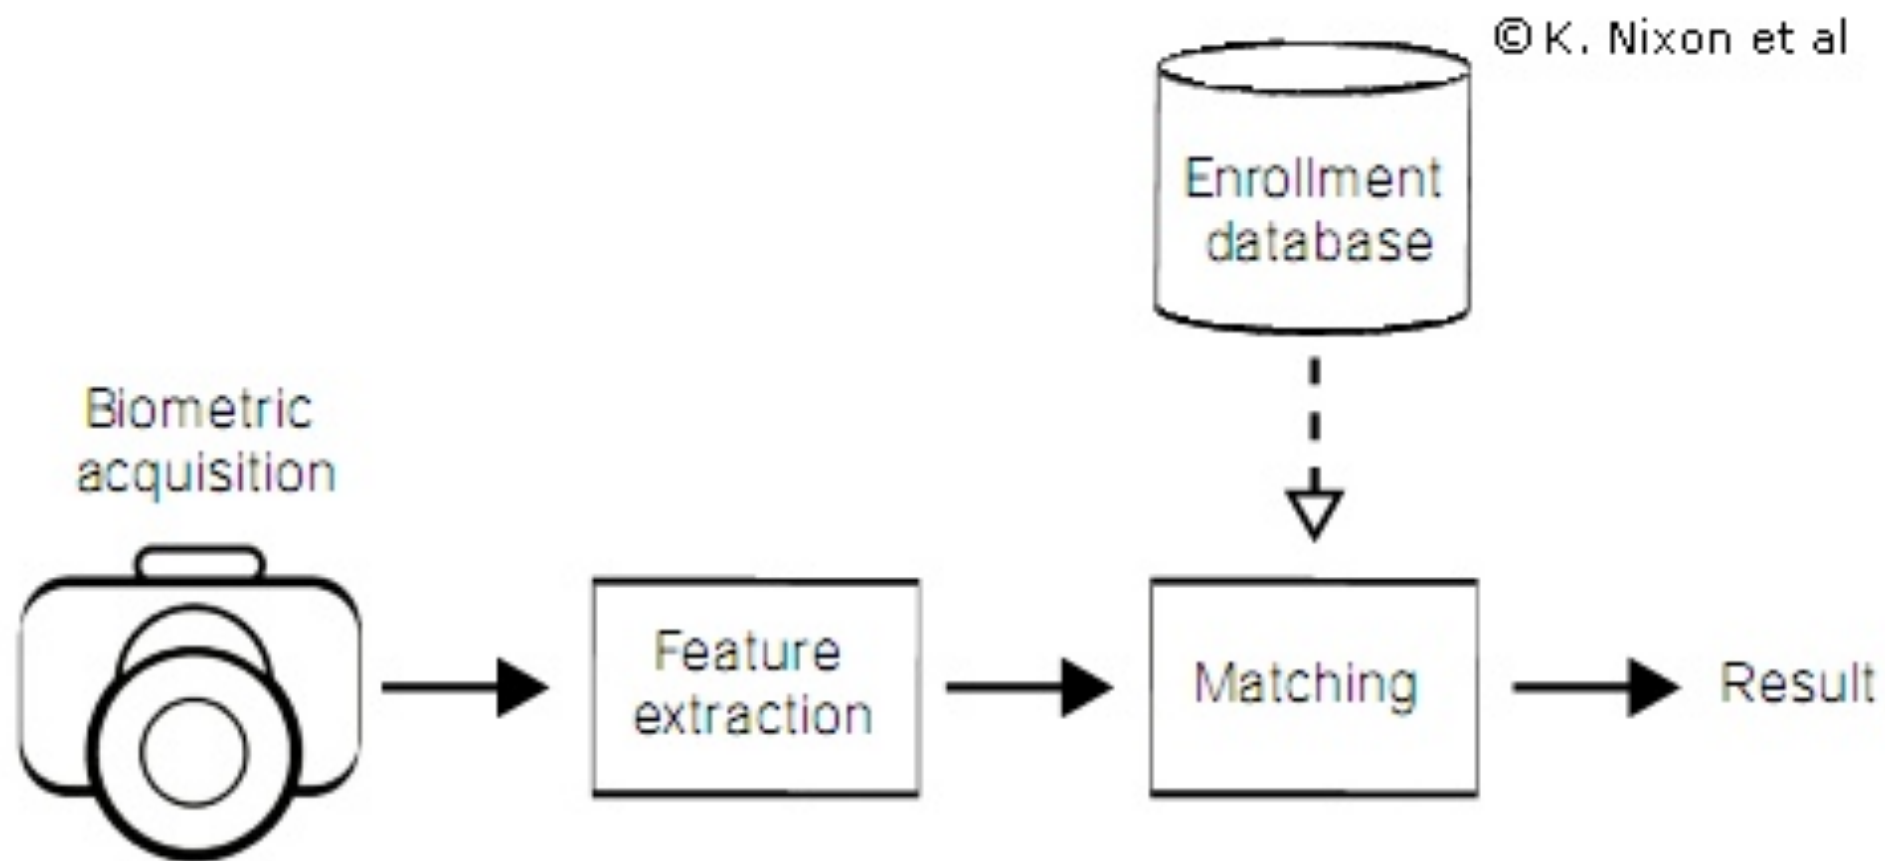 © K. Nixon et al
Enrollment
database
Biometric
acquisition
Feature
extraction
Matching
Result